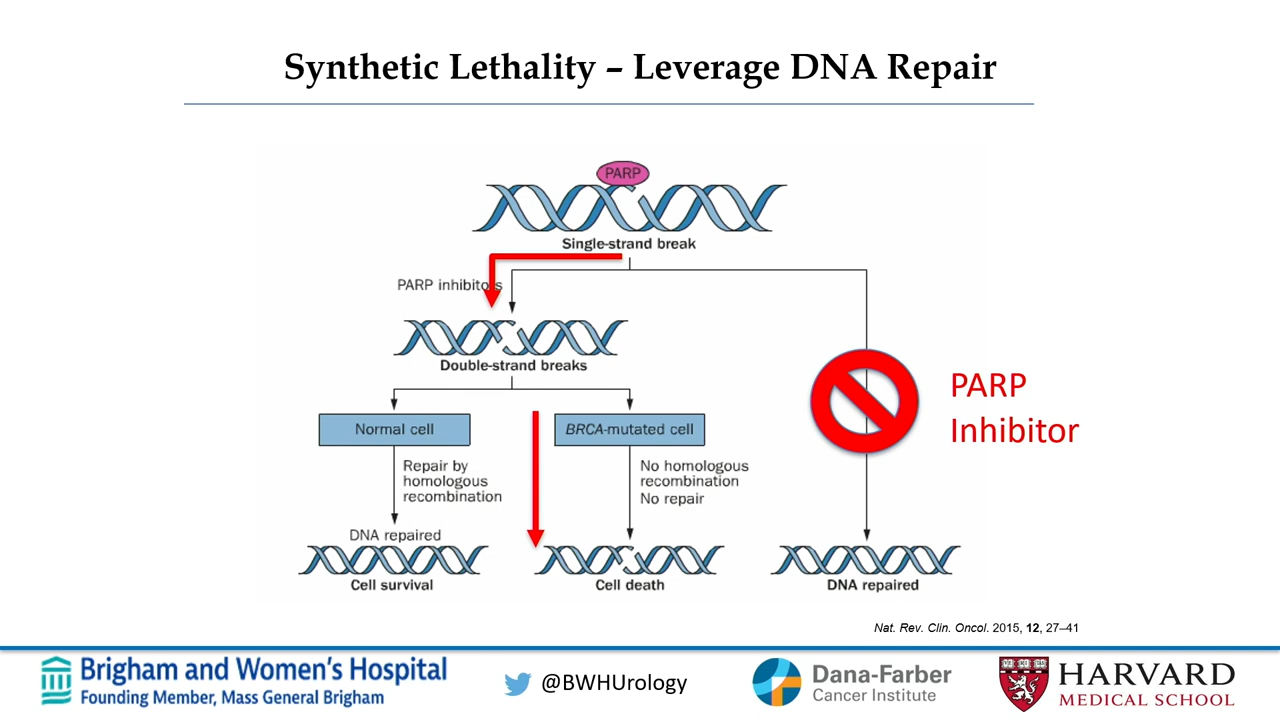 Synthetic Lethality – Leverage DNA Repair
PARP
Single-strand break
PARP inhibitors
Double-strand breaks
PARP
Inhibitor
Normal cell
BRCA-mutated cell
Repair by
homologous
recombination
No homologous
recombination
No repair
DNA repaired
Cell survival
Cell death
DNA repaired
Nat. Rev. Clin. Oncol. 2015, 12, 27–41
Brigham and Women's Hospital
Founding Member, Mass General Brigham
@BWHUrology
Dana-Farber
Cancer Institute
HARVARD
MEDICAL SCHOOL